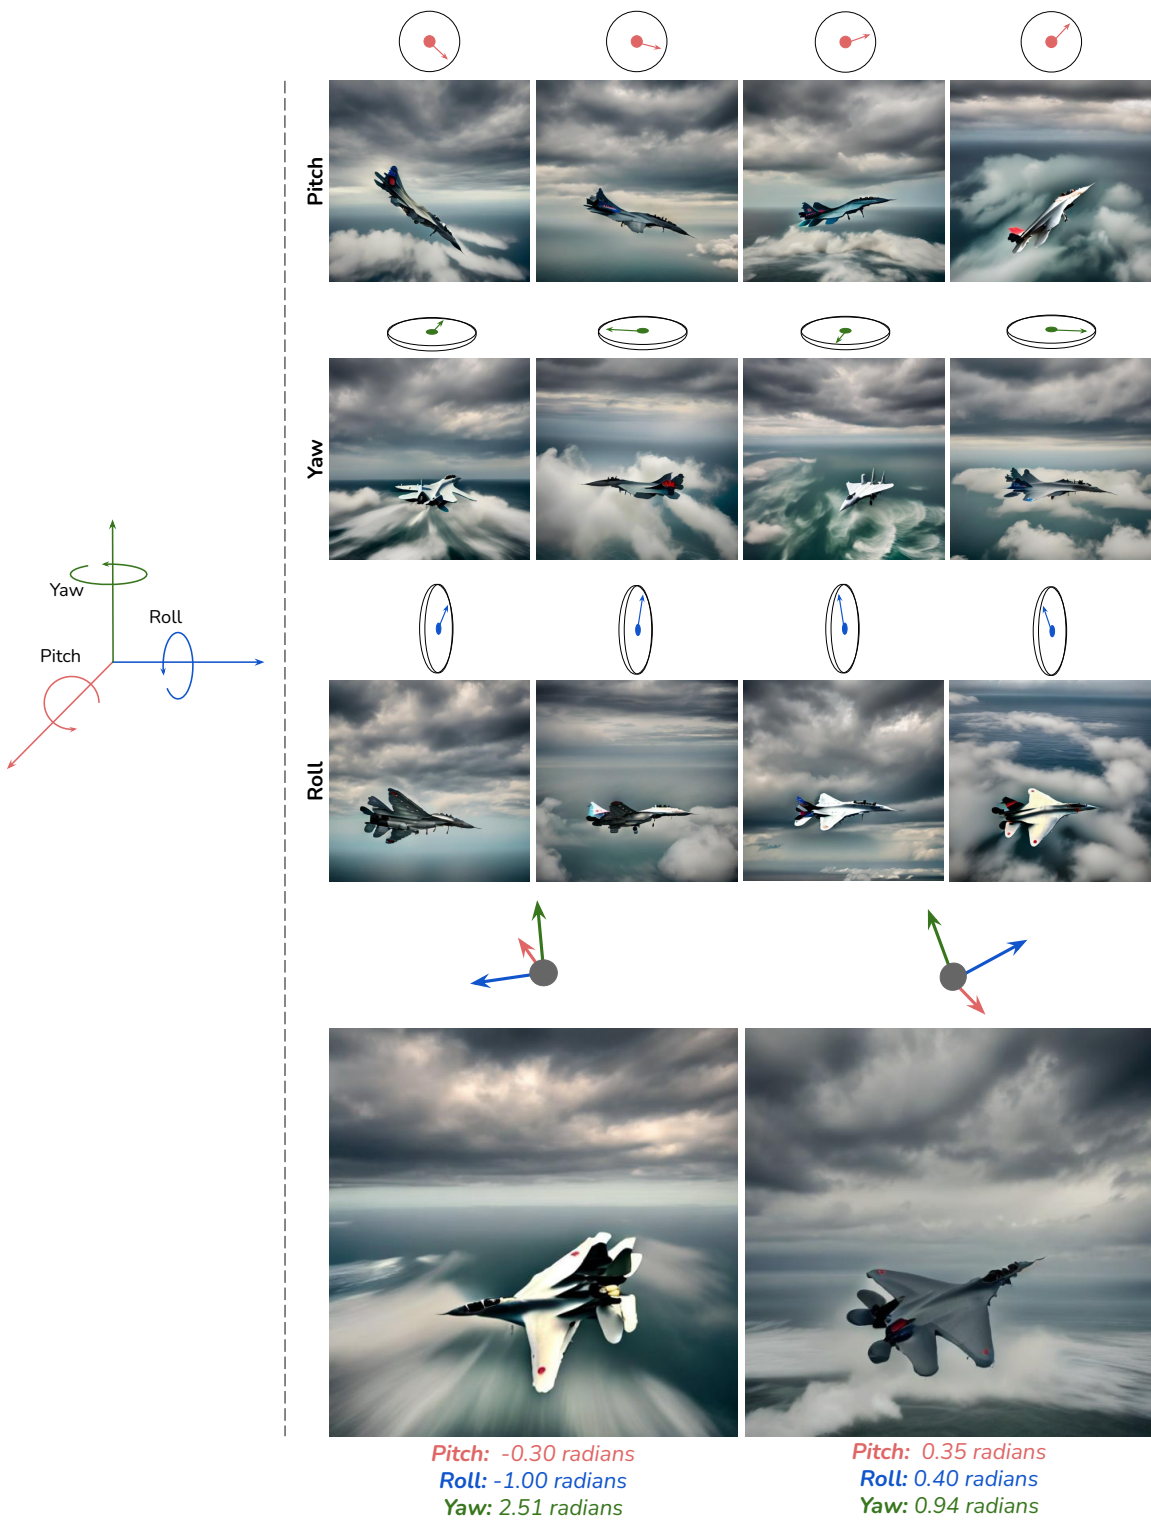 Yaw
Roll
Pitch
Pitch
Yaw
Roll
Pitch: -0.30 radians
Roll: -1.00 radians
Yaw: 2.51 radians
Pitch: 0.35 radians
Roll: 0.40 radians
Yaw: 0.94 radians